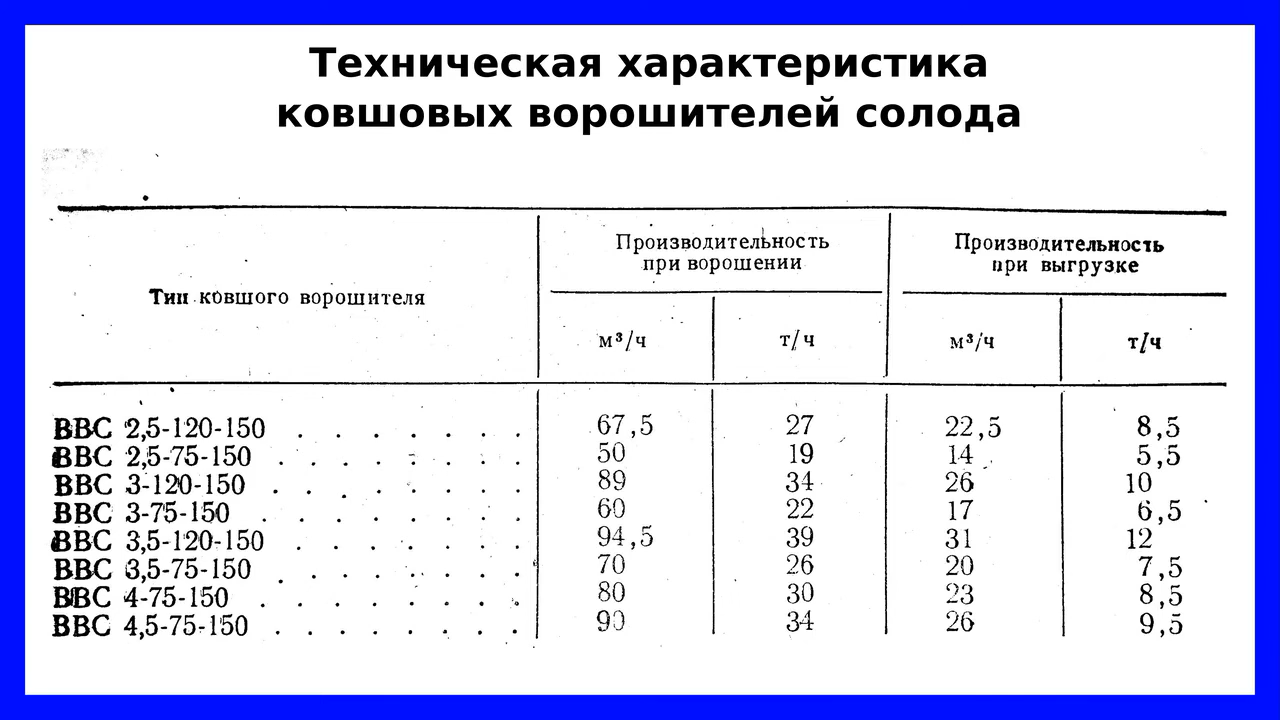 Техническая характеристика
ковшовых ворошителей солода
Тип ковшого ворошителя
Производительность
при ворошении
Производительность
при выгрузке
м³/ч т/ч м³/ч т/ч
ВВС 2,5-120-150 . . . . . . . 67,5 27 22,5 8,5
ВВС 2,5-75-150 . . . . . . . . 50 19 14 5,5
ВВС 3-120-150 . . . . . . . . 89 34 26 10
ВВС 3-75-150 . . . . . . . . 60 22 17 6,5
ВВС 3,5-120-150 . . . . . . . 94,5 39 31 12
ВВС 3,5-75-150 . . . . . . . . 70 26 20 7,5
ВВС 4-75-150 . . . . . . . . 80 30 23 8,5
ВВС 4,5-75-150 . . . . . . . . 90 34 26 9,5